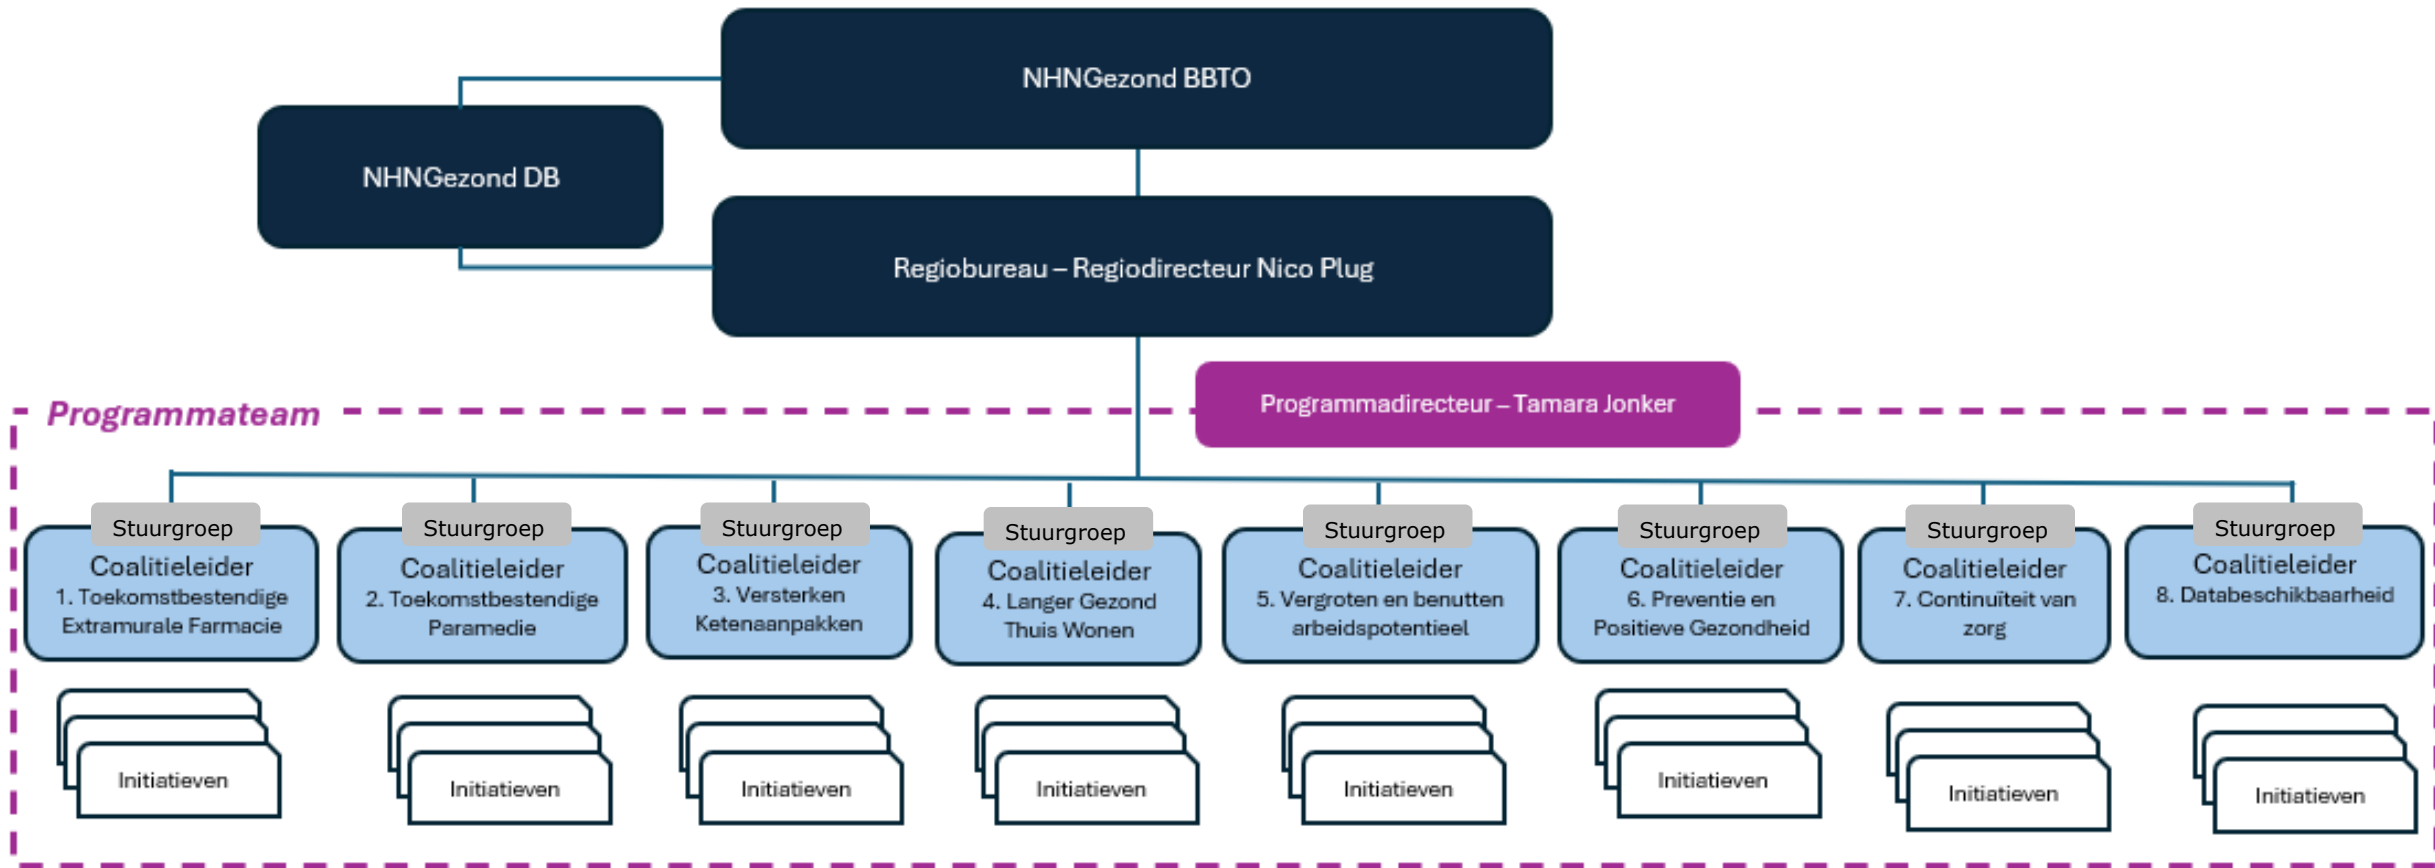 NHNGezond BBTO
NHNGezond DB
Regiobureau – Regiodirecteur Nico Plug
Programmadirecteur – Tamara Jonker
Programmateam
Stuurgroep
Coalitieleider
1. Toekomstbestendige
Extramurale Farmacie
Initiatieven
Stuurgroep
Coalitieleider
2. Toekomstbestendige
Paramedie
Initiatieven
Stuurgroep
Coalitieleider
3. Versterken
Ketenaanpakken
Initiatieven
Stuurgroep
Coalitieleider
4. Langer Gezond
Thuis Wonen
Initiatieven
Stuurgroep
Coalitieleider
5. Vergroten en benutten
arbeidspotentieel
Initiatieven
Stuurgroep
Coalitieleider
6. Preventie en
Positieve Gezondheid
Initiatieven
Stuurgroep
Coalitieleider
7. Continuïteit van
zorg
Initiatieven
Stuurgroep
Coalitieleider
8. Databeschikbaarheid
Initiatieven